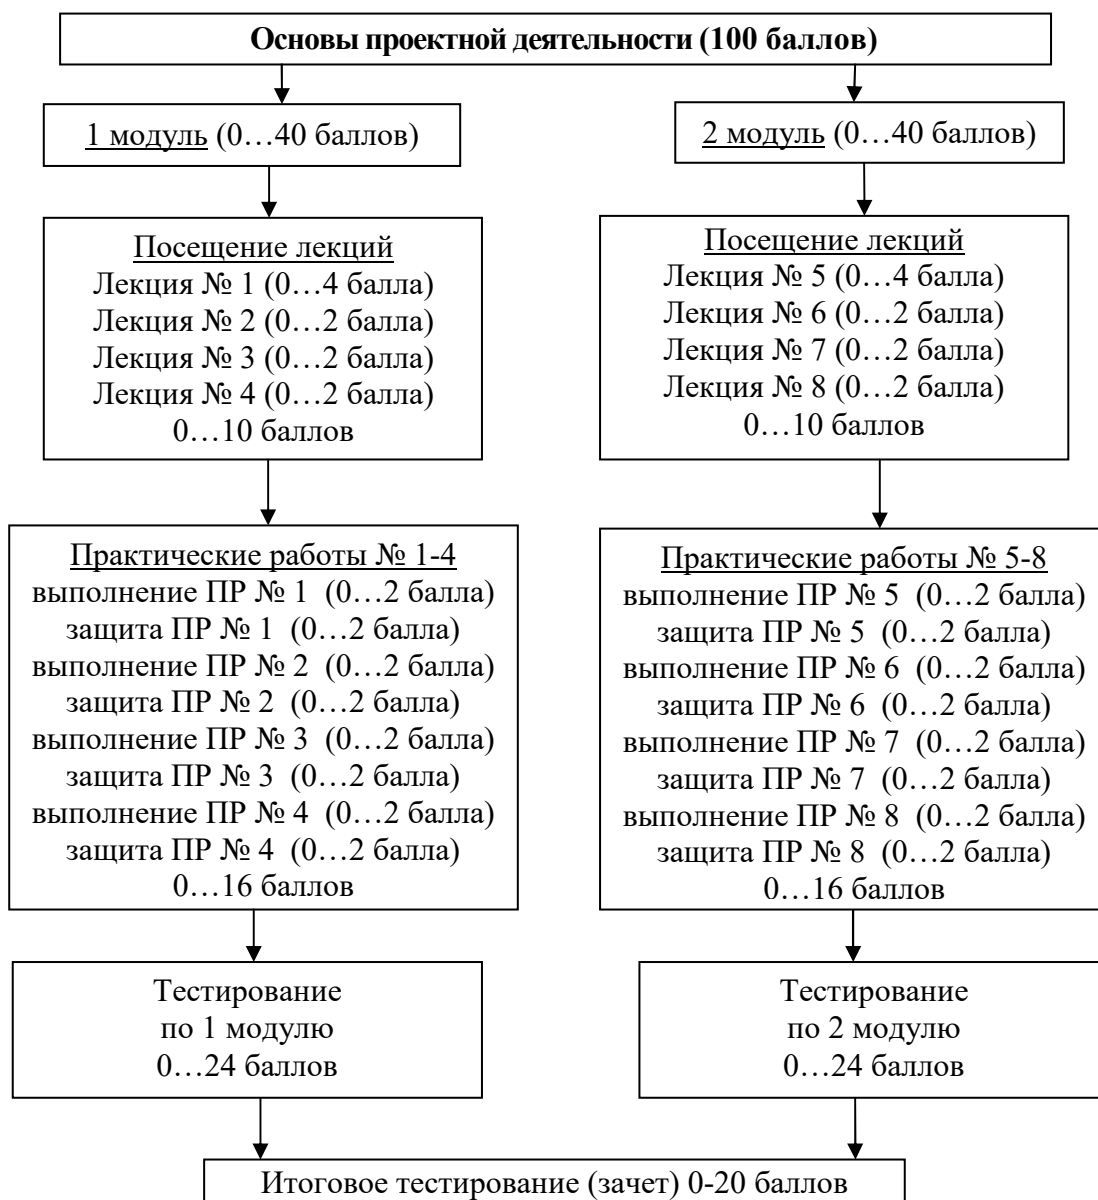 Основы проектной деятельности (100 баллов)
1 модуль (0…40 баллов)
Посещение лекций
Лекция № 1 (0…4 балла)
Лекция № 2 (0…2 балла)
Лекция № 3 (0…2 балла)
Лекция № 4 (0…2 балла)
0…10 баллов
Практические работы № 1-4
выполнение ПР № 1 (0…2 балла)
защита ПР № 1 (0…2 балла)
выполнение ПР № 2 (0…2 балла)
защита ПР № 2 (0…2 балла)
выполнение ПР № 3 (0…2 балла)
защита ПР № 3 (0…2 балла)
выполнение ПР № 4 (0…2 балла)
защита ПР № 4 (0…2 балла)
0…16 баллов
Тестирование
по 1 модулю
0…24 баллов
2 модуль (0…40 баллов)
Посещение лекций
Лекция № 5 (0…4 балла)
Лекция № 6 (0…2 балла)
Лекция № 7 (0…2 балла)
Лекция № 8 (0…2 балла)
0…10 баллов
Практические работы № 5-8
выполнение ПР № 5 (0…2 балла)
защита ПР № 5 (0…2 балла)
выполнение ПР № 6 (0…2 балла)
защита ПР № 6 (0…2 балла)
выполнение ПР № 7 (0…2 балла)
защита ПР № 7 (0…2 балла)
выполнение ПР № 8 (0…2 балла)
защита ПР № 8 (0…2 балла)
0…16 баллов
Тестирование
по 2 модулю
0…24 баллов
Итоговое тестирование (зачет) 0-20 баллов